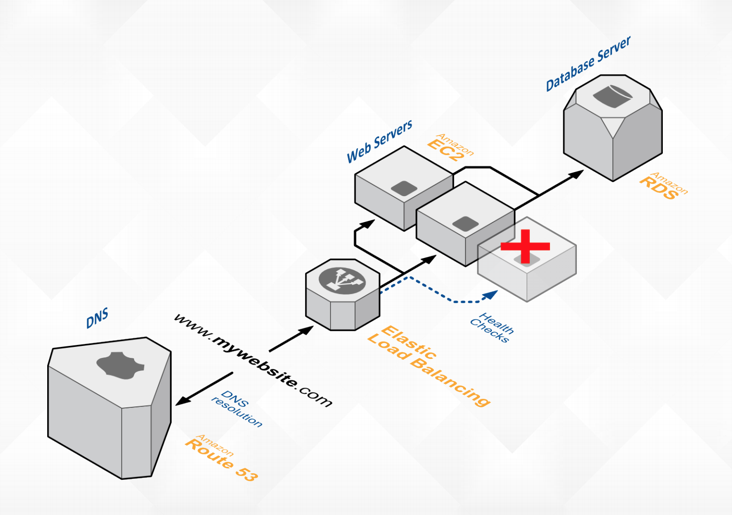 Database Server
Web Servers
Amazon
EC2
Amazon
RDS
DNS
www.mywebsite.com
Health
Checks
Elastic
Load Balancing
DNS
resolution
Amazon
Route 53